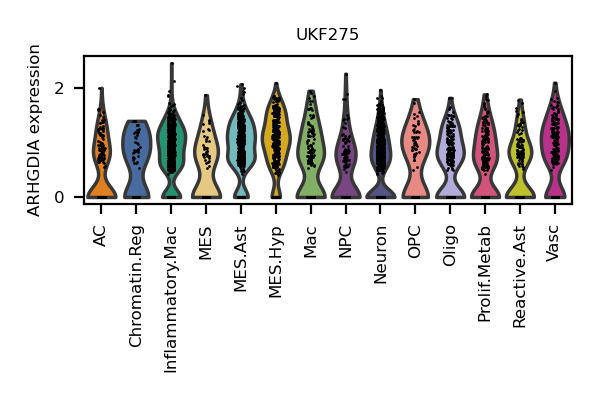 UKF275
ARHGDIA expression
2
0
AC
Chromatin.Reg
Inflammatory.Mac
MES
MES.Ast
MES.Hyp
Mac
NPC
Neuron
OPC
Oligo
Prolif.Metab
Reactive.Ast
Vasc